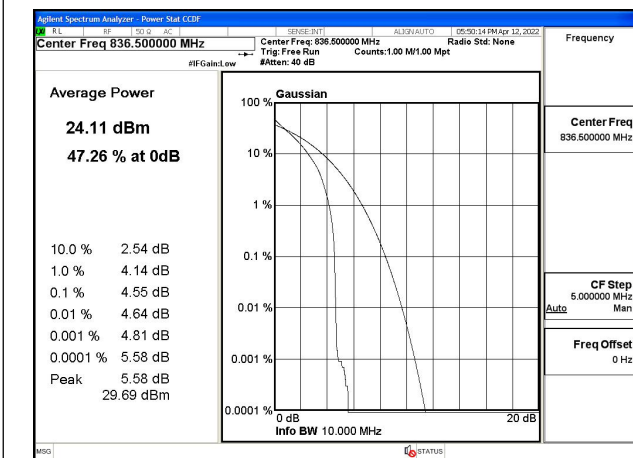 Agilent Spectrum Analyzer - Power Stat CCDF
RL RF 50 Ω AC SENSE:INT ALIGN AUTO 05:50:14 PM Apr 12, 2022
Center Freq 836.500000 MHz
Center Freq: 836.500000 MHz Radio Std: None
Trig: Free Run Counts:1.00 M/1.00 Mpt
#IFGain:Low #Atten: 40 dB
Frequency
Average Power
24.11 dBm
47.26 % at 0dB
10.0 % 2.54 dB
1.0 % 4.14 dB
0.1 % 4.55 dB
0.01 % 4.64 dB
0.001 % 4.81 dB
0.0001 % 5.58 dB
Peak 5.58 dB
29.69 dBm
Gaussian
100 %
10 %
1 %
0.1 %
0.01 %
0.001 %
0.0001 %
0 dB 20 dB
Info BW 10.000 MHz
Center Freq
836.500000 MHz
CF Step
5.000000 MHz
Auto Man
Freq Offset
0 Hz
MSG STATUS